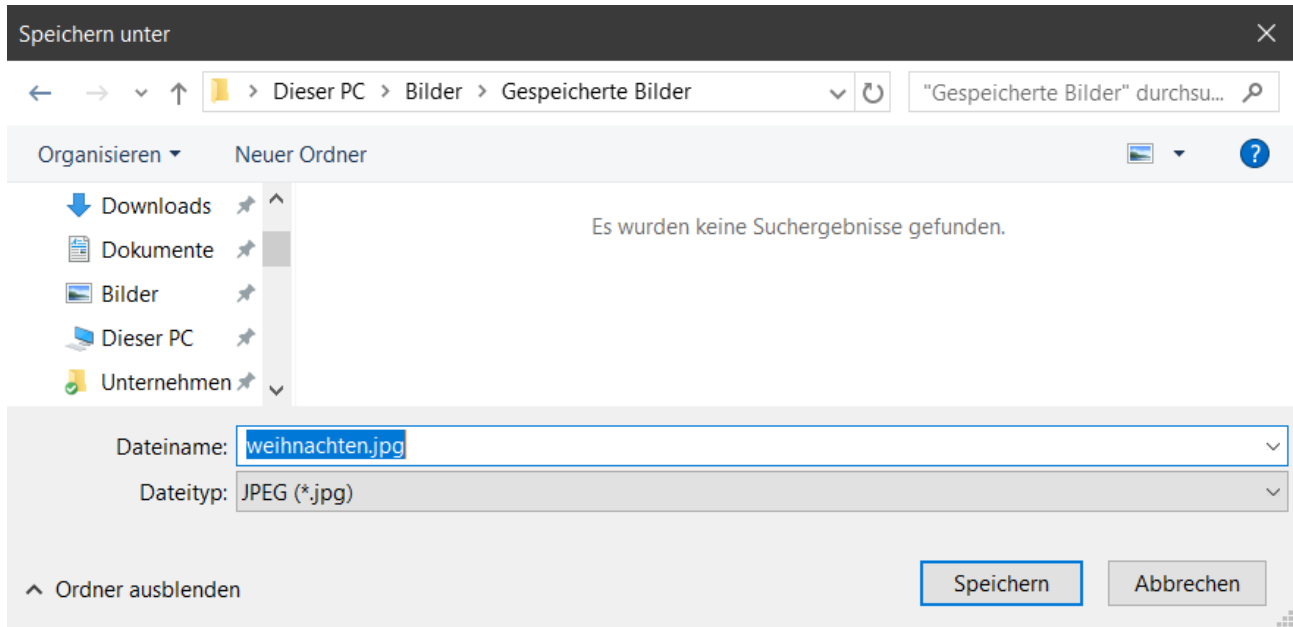 Speichern unter
Dieser PC > Bilder > Gespeicherte Bilder
"Gespeicherte Bilder" durchsu...
Organisieren
Neuer Ordner
?
Downloads
Dokumente
Bilder
Dieser PC
Unternehmen
Es wurden keine Suchergebnisse gefunden.
Dateiname: weihnachten.jpg
Dateityp: JPEG (*.jpg)
Ordner ausblenden
Speichern
Abbrechen